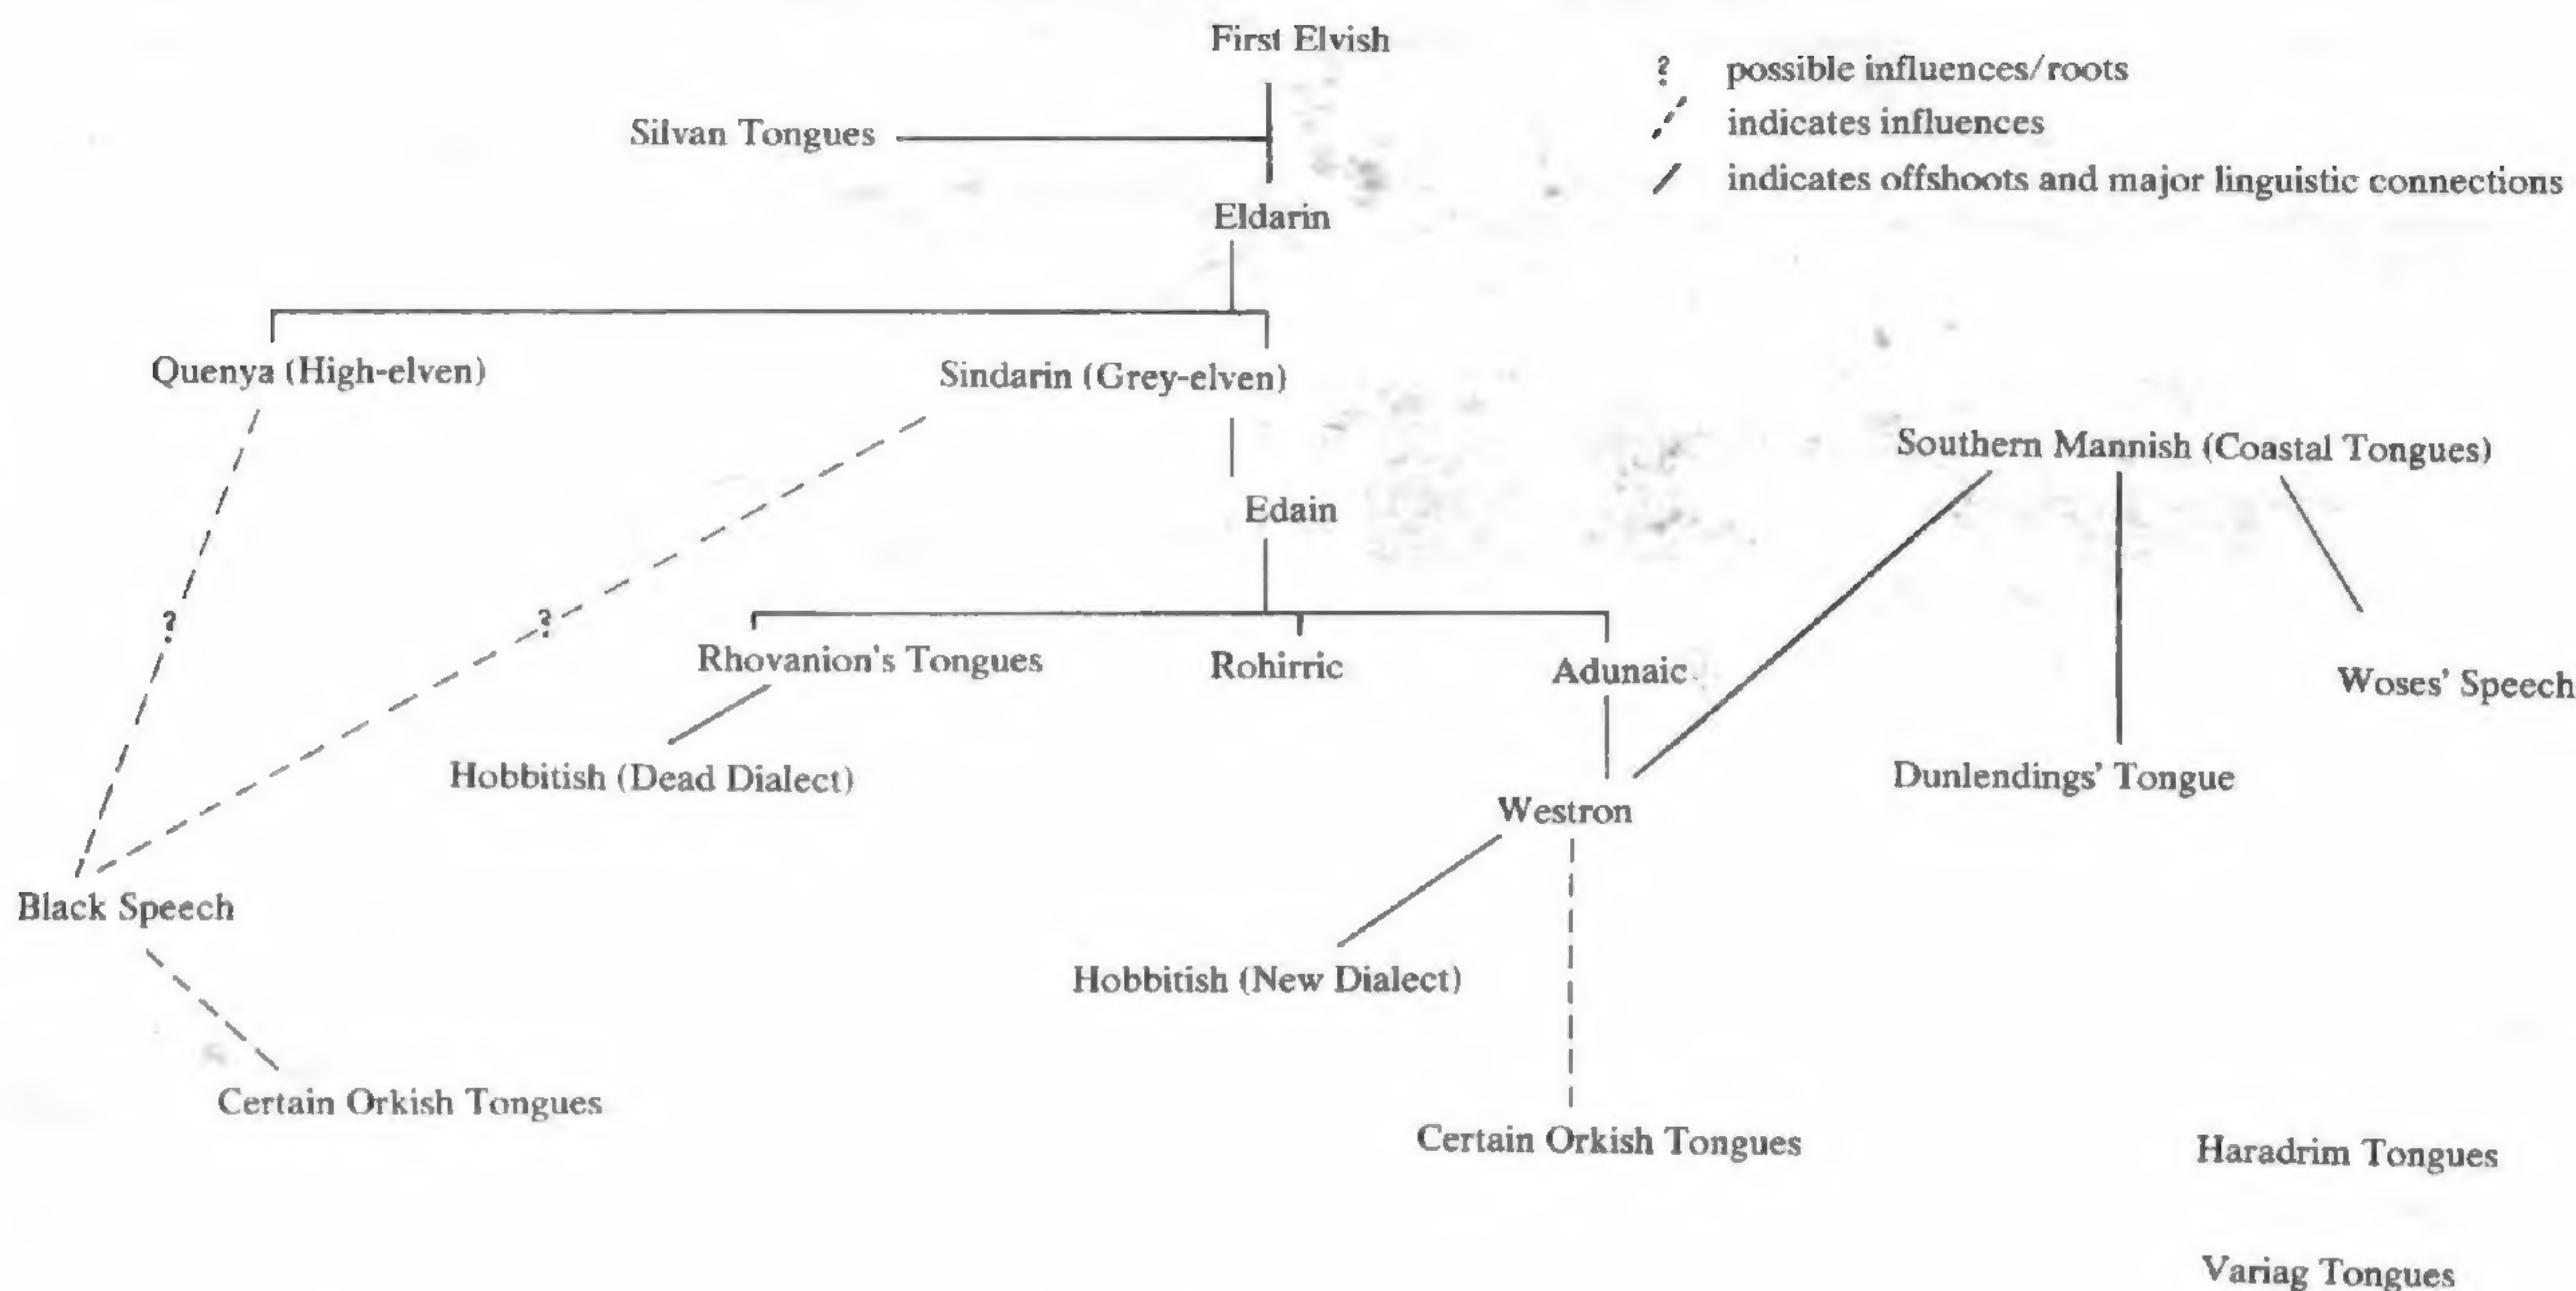 First Elvish
? possible influences/roots
indicates influences
indicates offshoots and major linguistic connections
Silvan Tongues
Eldarin
Quenya (High-elven)
Sindarin (Grey-elven)
Southern Mannish (Coastal Tongues)
Edain
?
?
Rhovanion's Tongues
Rohirric
Adunaic
Woses' Speech
Hobbitish (Dead Dialect)
Dunlendings' Tongue
Westron
Black Speech
Hobbitish (New Dialect)
Certain Orkish Tongues
Certain Orkish Tongues
Haradrim Tongues
Variag Tongues